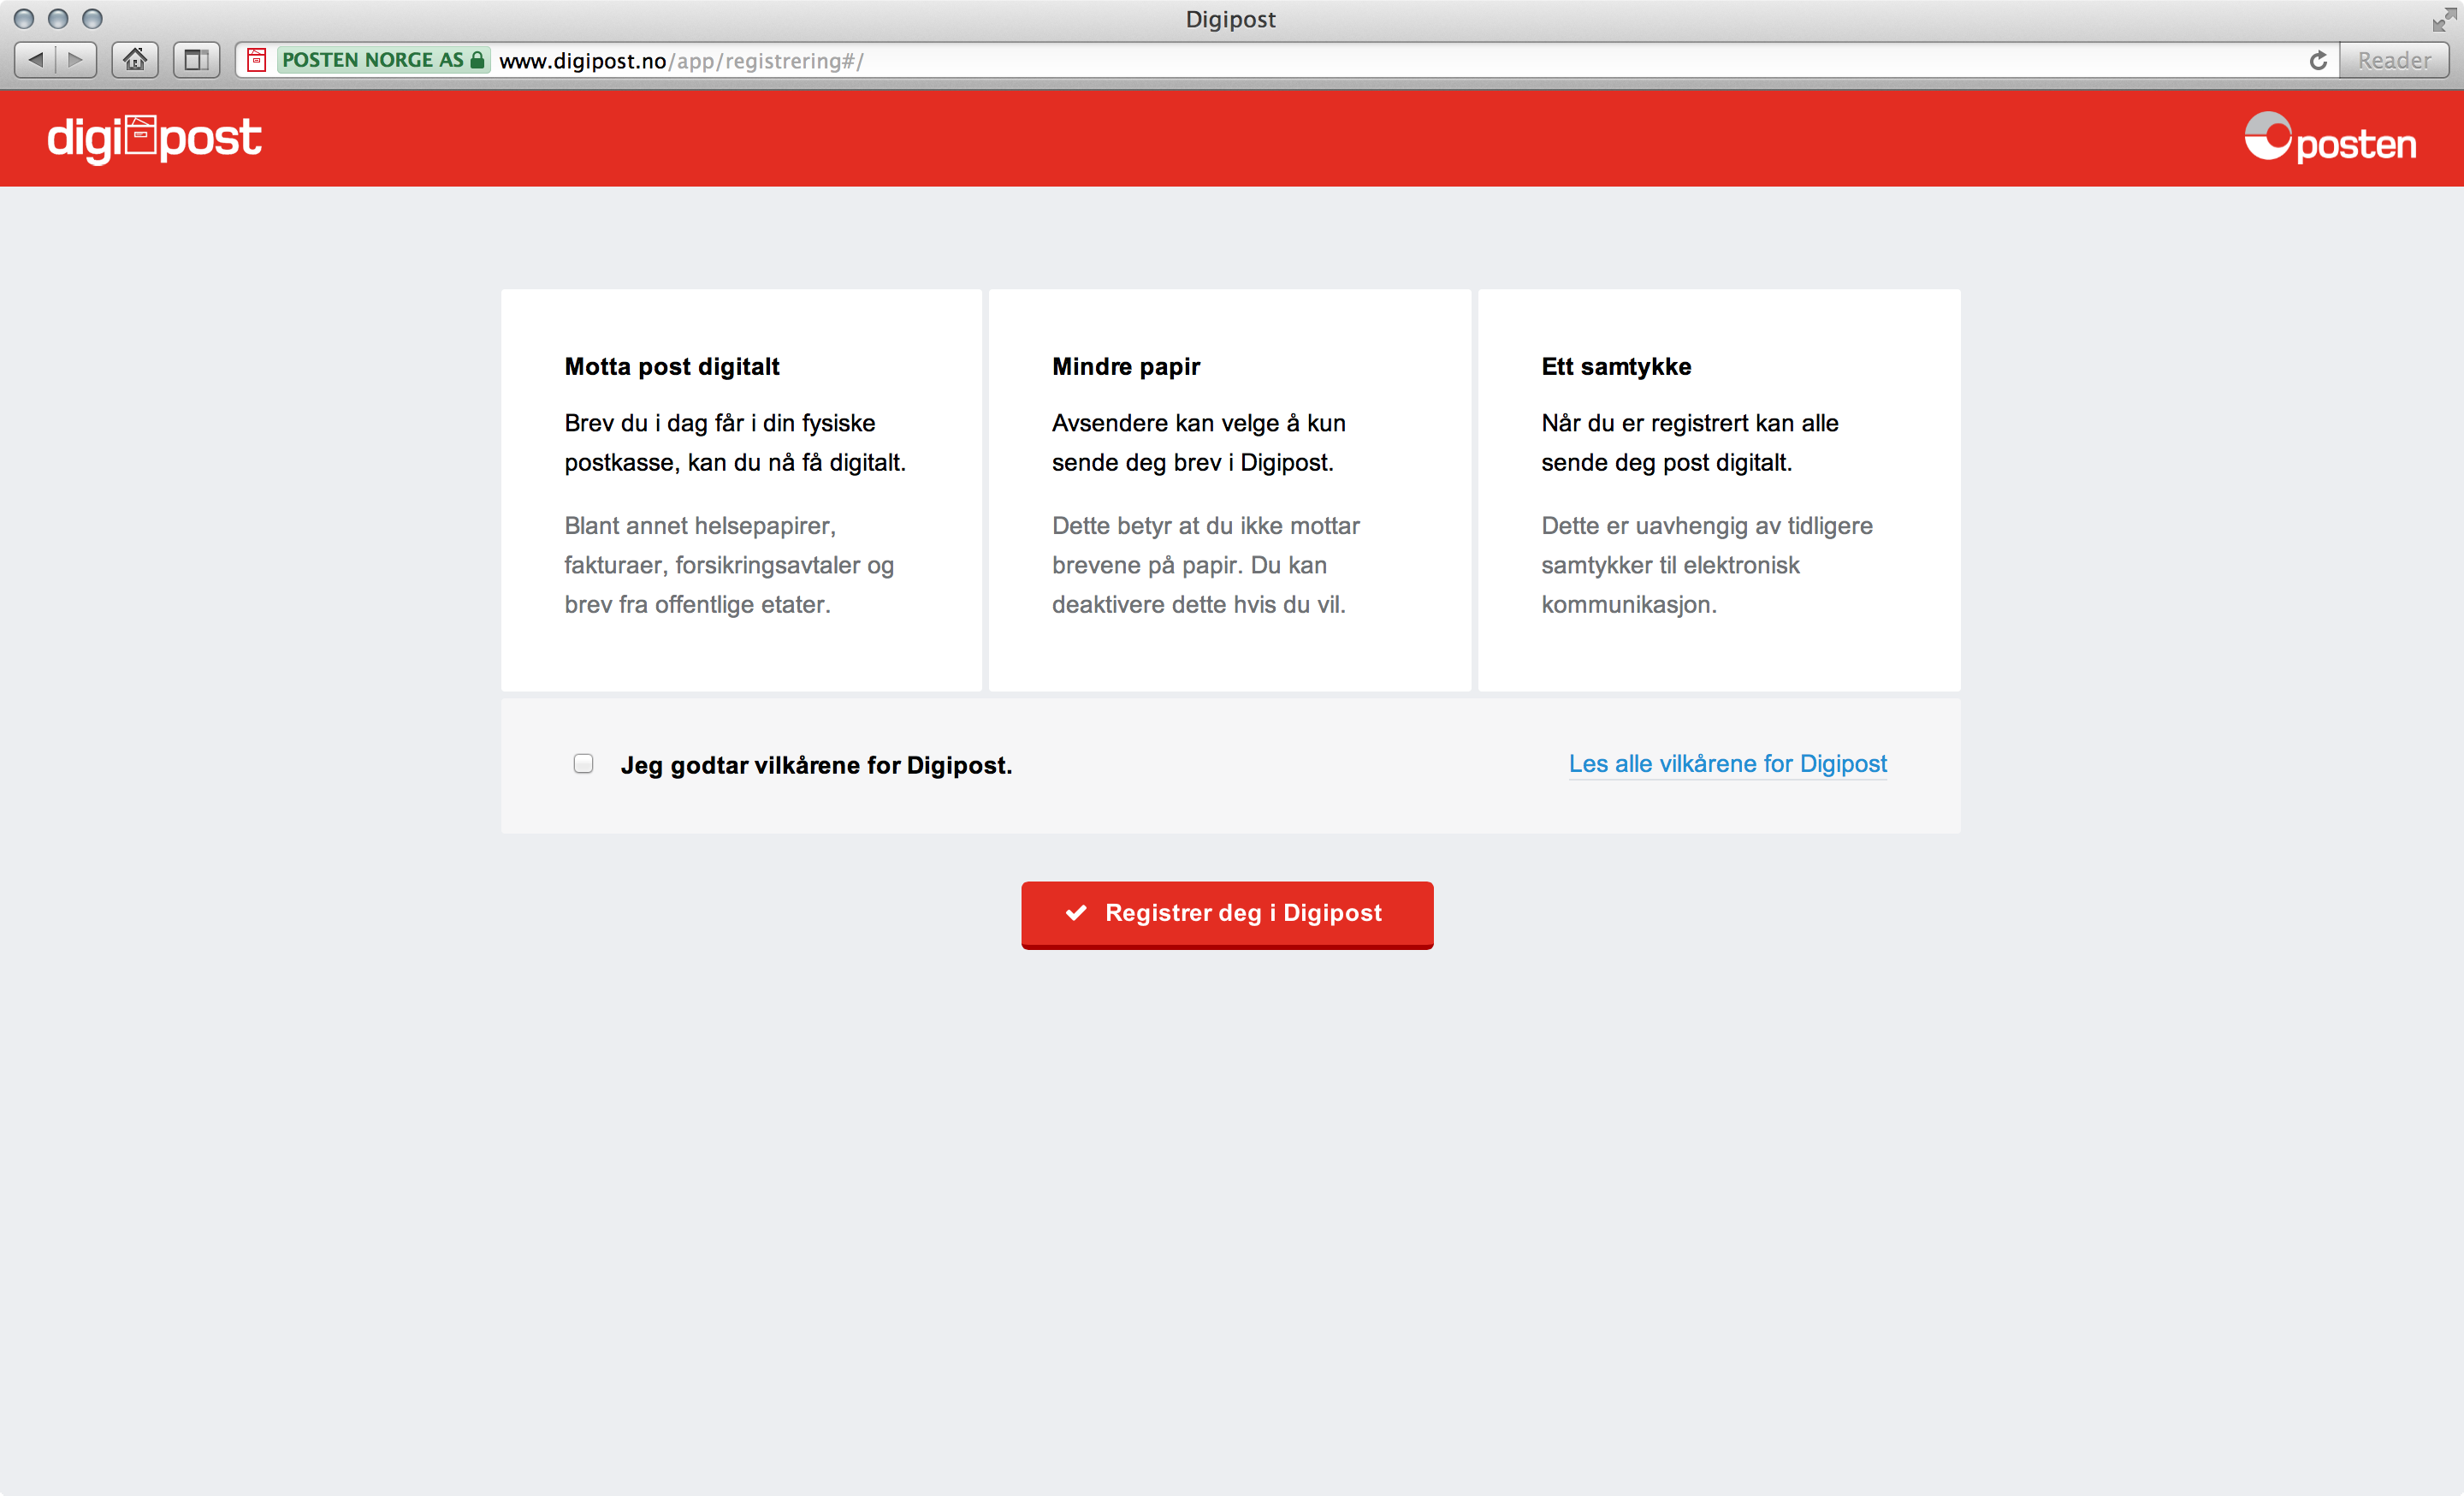 Digipost
POSTEN NORGE AS www.digipost.no/app/registrering#/
Reader
digipost
posten
Motta post digitalt
Brev du i dag får i din fysiske
postkasse, kan du nå få digitalt.
Blant annet helsepapirer,
fakturaer, forsikringsavtaler og
brev fra offentlige etater.
Mindre papir
Avsendere kan velge å kun
sende deg brev i Digipost.
Dette betyr at du ikke mottar
brevene på papir. Du kan
deaktivere dette hvis du vil.
Ett samtykke
Når du er registrert kan alle
sende deg post digitalt.
Dette er uavhengig av tidligere
samtykker til elektronisk
kommunikasjon.
Jeg godtar vilkårene for Digipost.
Les alle vilkårene for Digipost
Registrer deg i Digipost